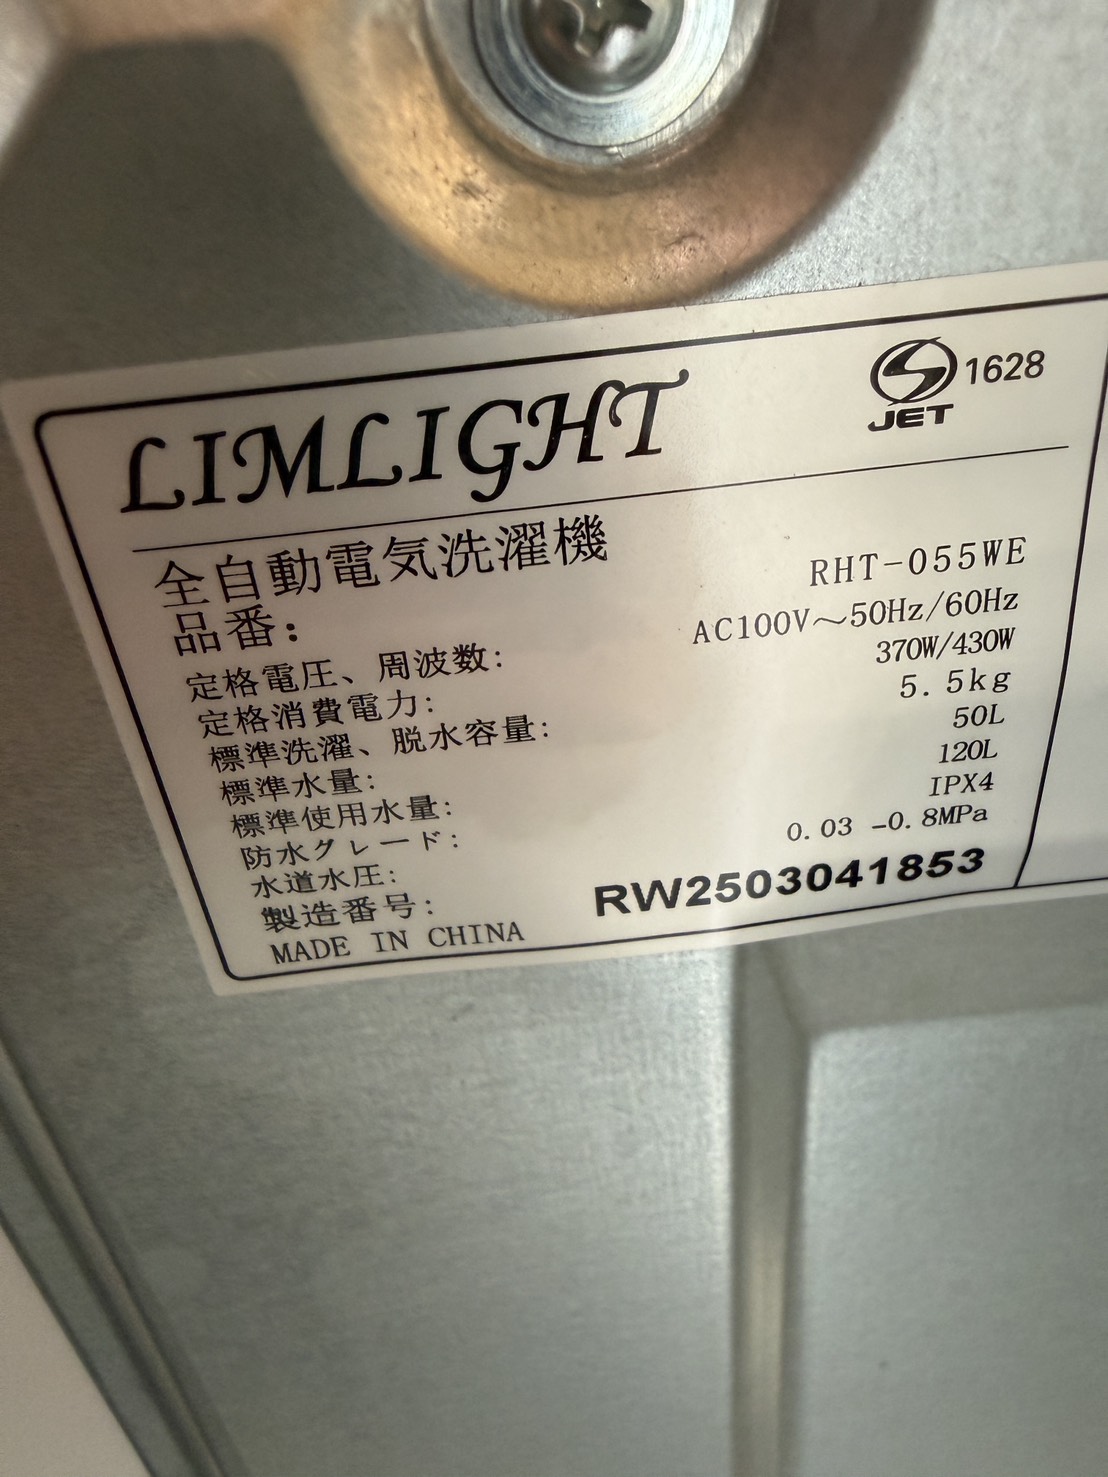 LIMLIGHT
JET 1628
全自動電気洗濯機
品番: RHT-055WE
定格電圧、周波数: AC100V～50Hz/60Hz
定格消費電力: 370W/430W
標準洗濯、脱水容量: 5.5kg
標準水量: 50L
標準使用水量: 120L
防水グレード: IPX4
水道水圧: 0.03 -0.8MPa
製造番号: RW2503041853
MADE IN CHINA